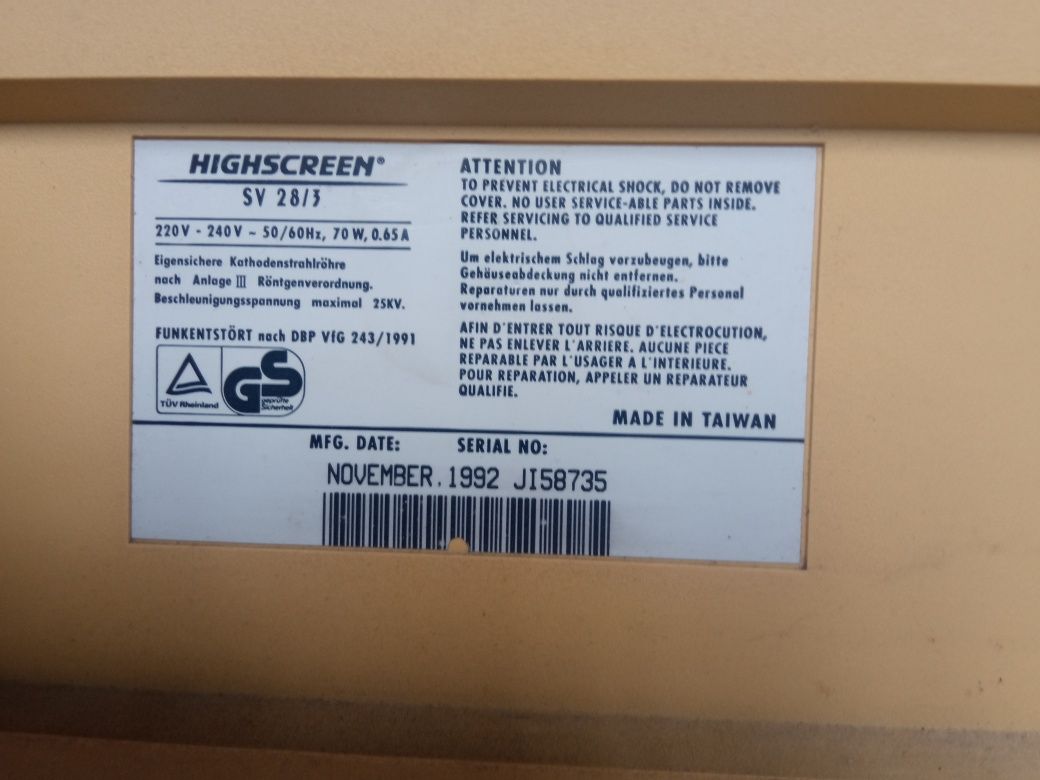 HIGHSCREEN®
SV 28/3
220V - 240V ~ 50/60Hz, 70 W, 0.65 A
Eigensichere Kathodenstrahlröhre
nach Anlage III Röntgenverordnung.
Beschleunigungsspannung maximal 25KV.
FUNKENTSTÖRT nach DBP VfG 243/1991
TÜV Rheinland
GS
geprüfte
Sicherheit
ATTENTION
TO PREVENT ELECTRICAL SHOCK, DO NOT REMOVE
COVER. NO USER SERVICE-ABLE PARTS INSIDE.
REFER SERVICING TO QUALIFIED SERVICE
PERSONNEL.
Um elektrischem Schlag vorzubeugen, bitte
Gehäuseabdeckung nicht entfernen.
Reparaturen nur durch qualifiziertes Personal
vornehmen lassen.
AFIN D'ENTRER TOUT RISQUE D'ELECTROCUTION,
NE PAS ENLEVER L'ARRIERE. AUCUNE PIECE
REPARABLE PAR L'USAGER A L'INTERIEURE.
POUR REPARATION, APPELER UN REPARATEUR
QUALIFIE.
MADE IN TAIWAN
MFG. DATE: SERIAL NO:
NOVEMBER.1992 JI58735